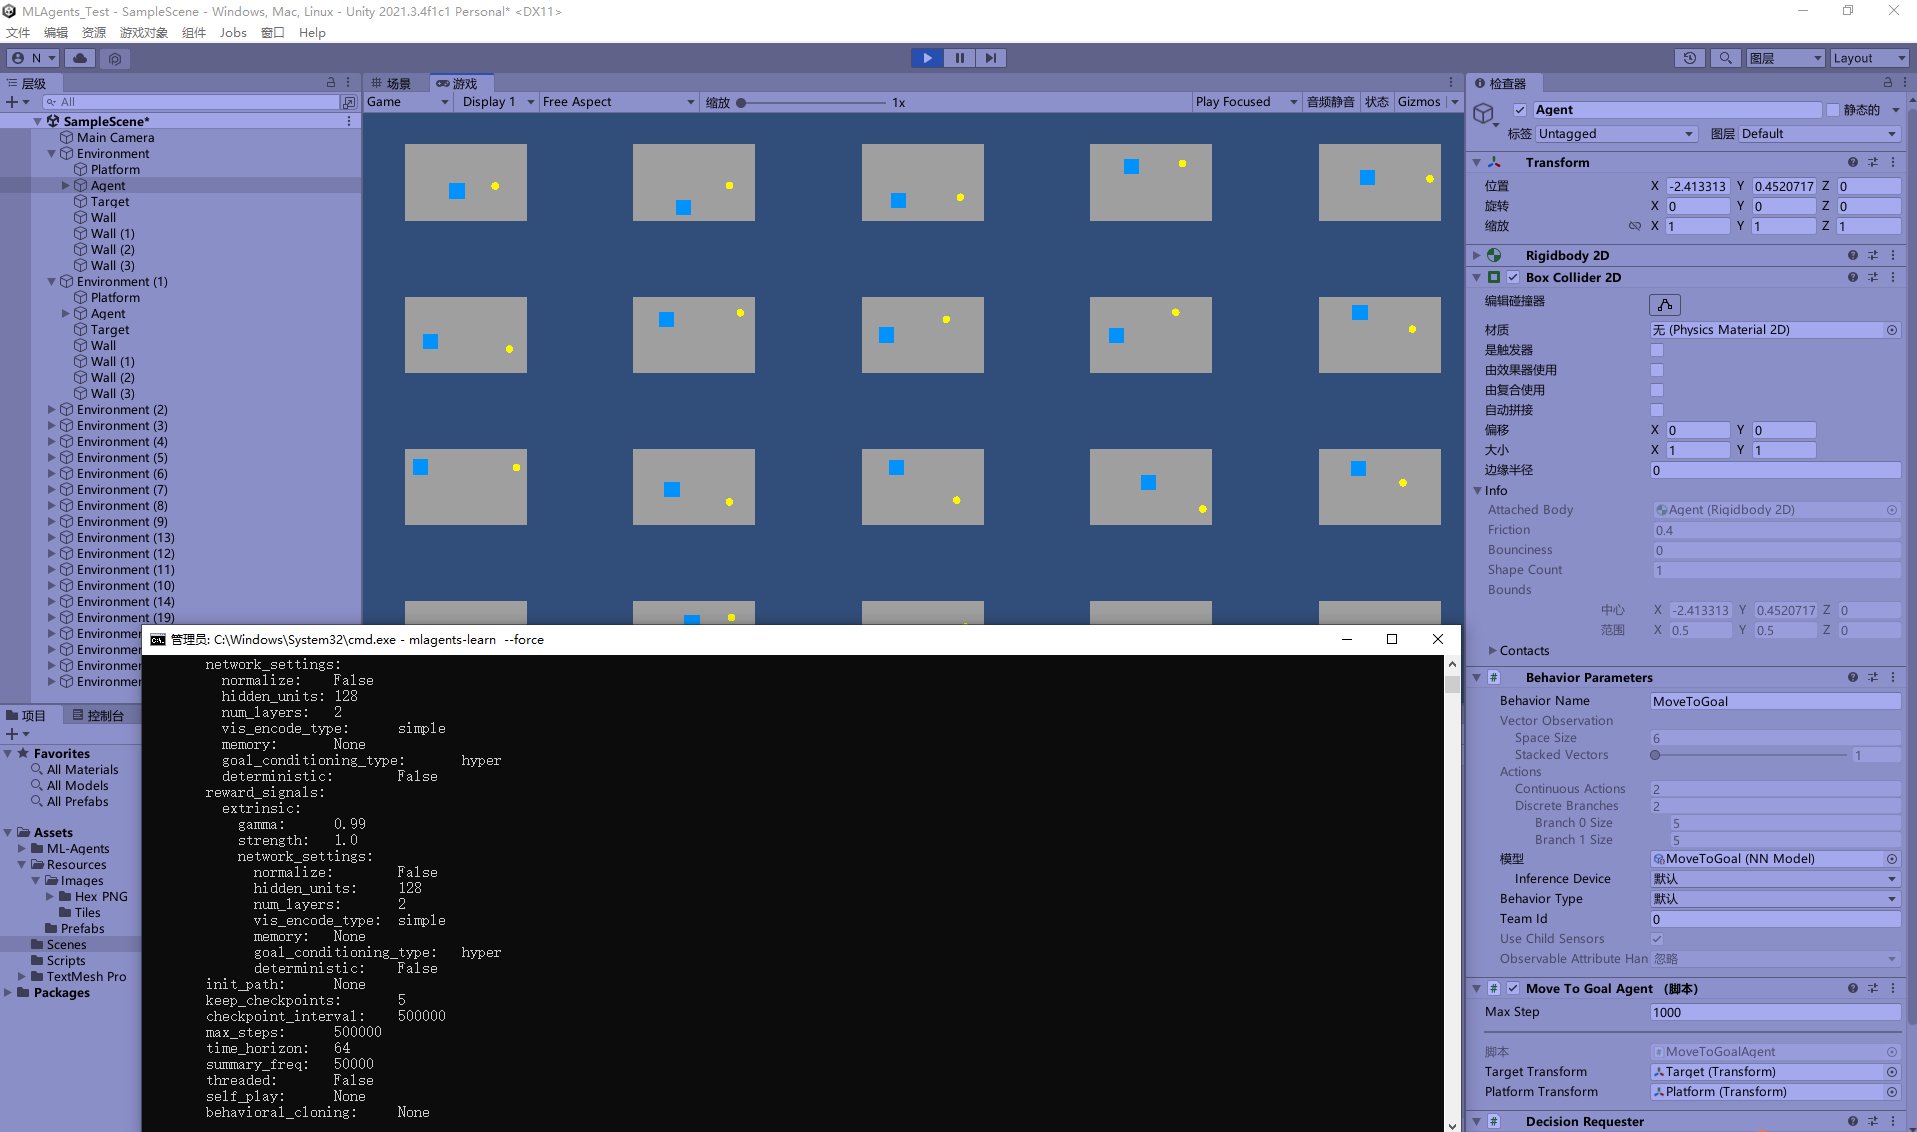 MLAgents_Test - SampleScene - Windows, Mac, Linux - Unity 2021.3.4f1c1 Personal* <DX11>
文件 编辑 资源 游戏对象 组件 Jobs 窗口 Help
N 图层 Layout
层级
All
SampleScene*
Main Camera
Environment
Platform
Agent
Target
Wall
Wall (1)
Wall (2)
Wall (3)
Environment (1)
Platform
Agent
Target
Wall
Wall (1)
Wall (2)
Wall (3)
Environment (2)
Environment (3)
Environment (4)
Environment (5)
Environment (6)
Environment (7)
Environment (8)
Environment (9)
Environment (13)
Environment (12)
Environment (11)
Environment (10)
Environment (14)
Environment (19)
Environme
Environme
Environme
Environme
场景 游戏
Game Display 1 Free Aspect 缩放 1x Play Focused 音频静音 状态 Gizmos
项目 控制台
Favorites
All Materials
All Models
All Prefabs
Assets
ML-Agents
Resources
Images
Hex PNG
Tiles
Prefabs
Scenes
Scripts
TextMesh Pro
Packages
管理员: C:\Windows\System32\cmd.exe - mlagents-learn --force
network_settings:
normalize: False
hidden_units: 128
num_layers: 2
vis_encode_type: simple
memory: None
goal_conditioning_type: hyper
deterministic: False
reward_signals:
extrinsic:
gamma: 0.99
strength: 1.0
network_settings:
normalize: False
hidden_units: 128
num_layers: 2
vis_encode_type: simple
memory: None
goal_conditioning_type: hyper
deterministic: False
init_path: None
keep_checkpoints: 5
checkpoint_interval: 500000
max_steps: 500000
time_horizon: 64
summary_freq: 50000
threaded: False
self_play: None
behavioral_cloning: None
检查器
Agent 静态的
标签 Untagged 图层 Default
Transform
位置 X -2.413313 Y 0.4520717 Z 0
旋转 X 0 Y 0 Z 0
缩放 X 1 Y 1 Z 1
Rigidbody 2D
Box Collider 2D
编辑碰撞器
材质 无 (Physics Material 2D)
是触发器
由效果器使用
由复合使用
自动拼接
偏移 X 0 Y 0
大小 X 1 Y 1
边缘半径 0
Info
Attached Body Agent (Rigidbody 2D)
Friction 0.4
Bounciness 0
Shape Count 1
Bounds
中心 X -2.413313 Y 0.4520717 Z 0
范围 X 0.5 Y 0.5 Z 0
Contacts
Behavior Parameters
Behavior Name MoveToGoal
Vector Observation
Space Size 6
Stacked Vectors 1
Actions
Continuous Actions 2
Discrete Branches 2
Branch 0 Size 5
Branch 1 Size 5
模型 MoveToGoal (NN Model)
Inference Device 默认
Behavior Type 默认
Team Id 0
Use Child Sensors
Observable Attribute Han 忽略
Move To Goal Agent （脚本）
Max Step 1000
脚本 MoveToGoalAgent
Target Transform Target (Transform)
Platform Transform Platform (Transform)
Decision Requester